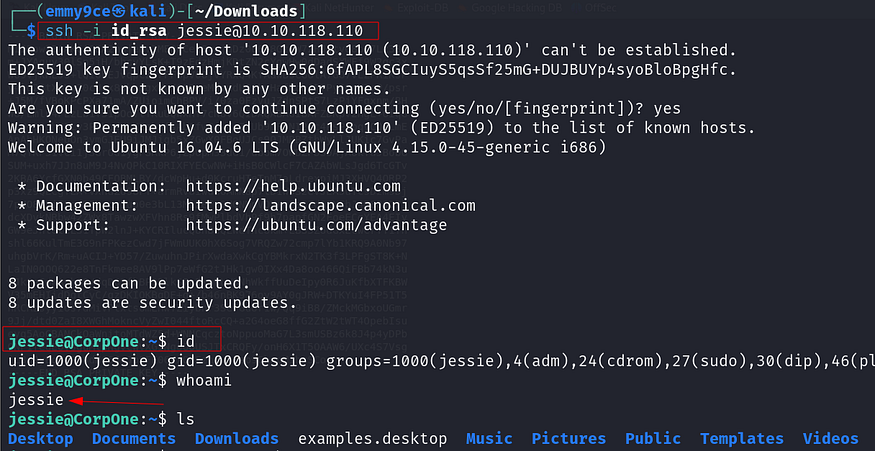 ┌──(emmy9ce㉿kali)-[~/Downloads]
└─$ ssh -i id_rsa jessie@10.10.118.110
The authenticity of host '10.10.118.110 (10.10.118.110)' can't be established.
ED25519 key fingerprint is SHA256:6fAPL8SGCIuyS5qsSf25mG+DUJBUYp4syoBloBpgHfc.
This key is not known by any other names.
Are you sure you want to continue connecting (yes/no/[fingerprint])? yes
Warning: Permanently added '10.10.118.110' (ED25519) to the list of known hosts.
Welcome to Ubuntu 16.04.6 LTS (GNU/Linux 4.15.0-45-generic i686)
* Documentation:  https://help.ubuntu.com
* Management:     https://landscape.canonical.com
* Support:        https://ubuntu.com/advantage
8 packages can be updated.
8 updates are security updates.
jessie@CorpOne:~$ id
uid=1000(jessie) gid=1000(jessie) groups=1000(jessie),4(adm),24(cdrom),27(sudo),30(dip),46(pl
jessie@CorpOne:~$ whoami
jessie
jessie@CorpOne:~$ ls
Desktop  Documents  Downloads  examples.desktop  Music  Pictures  Public  Templates  Videos